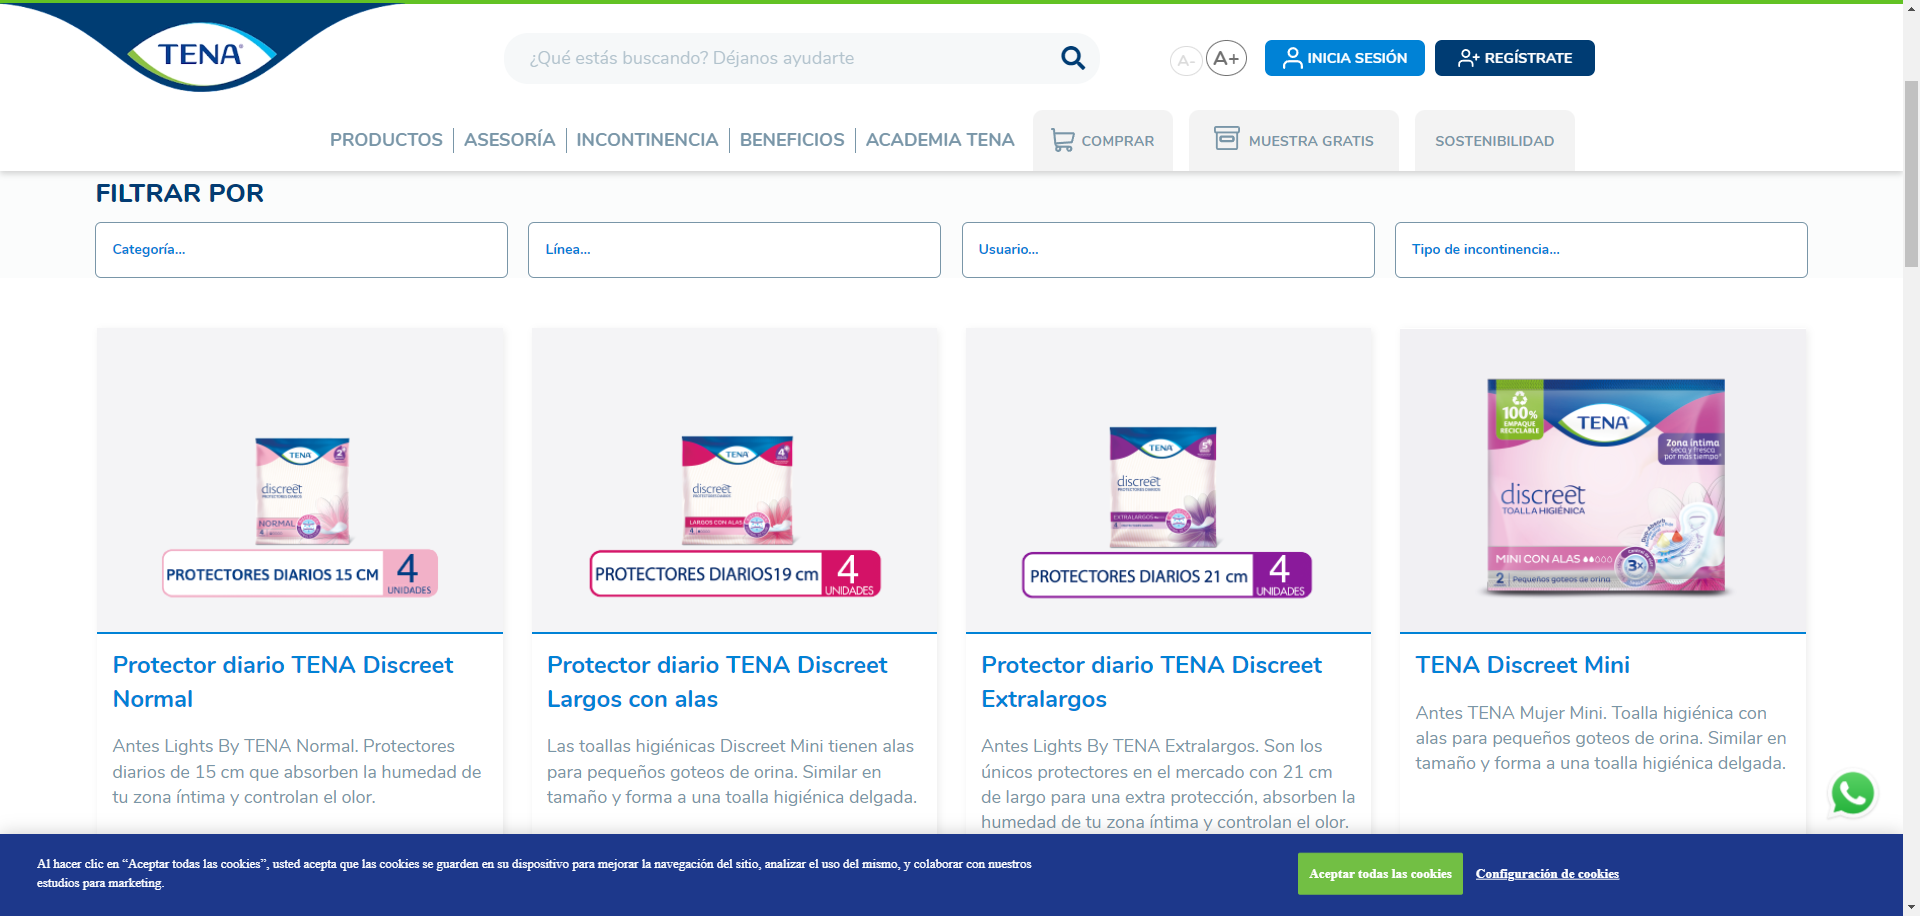 TENA
¿Qué estás buscando? Déjanos ayudarte
A-
A+
INICIA SESIÓN
REGÍSTRATE
PRODUCTOS
ASESORÍA
INCONTINENCIA
BENEFICIOS
ACADEMIA TENA
COMPRAR
MUESTRA GRATIS
SOSTENIBILIDAD
FILTRAR POR
Categoría...
Línea...
Usuario...
Tipo de incontinencia...
TENA
discreet
PROTECTORES DIARIOS
NORMAL
PROTECTORES DIARIOS 15 CM
4
UNIDADES
Protector diario TENA Discreet
Normal
Antes Lights By TENA Normal. Protectores
diarios de 15 cm que absorben la humedad de
tu zona íntima y controlan el olor.
TENA
discreet
PROTECTORES DIARIOS
LARGOS CON ALAS
PROTECTORES DIARIOS 19 cm
4
UNIDADES
Protector diario TENA Discreet
Largos con alas
Las toallas higiénicas Discreet Mini tienen alas
para pequeños goteos de orina. Similar en
tamaño y forma a una toalla higiénica delgada.
TENA
discreet
PROTECTORES DIARIOS
EXTRALARGOS
PROTECTORES DIARIOS 21 cm
4
UNIDADES
Protector diario TENA Discreet
Extralargos
Antes Lights By TENA Extralargos. Son los
únicos protectores en el mercado con 21 cm
de largo para una extra protección, absorben la
humedad de tu zona íntima y controlan el olor.
100%
EMPAQUE
RECICLABLE
TENA
Zona íntima
seca y fresca
por más tiempo
discreet
TOALLA HIGIÉNICA
MINI CON ALAS
3x
2 Pequeños goteos de orina
TENA Discreet Mini
Antes TENA Mujer Mini. Toalla higiénica con
alas para pequeños goteos de orina. Similar en
tamaño y forma a una toalla higiénica delgada.
Al hacer clic en “Aceptar todas las cookies”, usted acepta que las cookies se guarden en su dispositivo para mejorar la navegación del sitio, analizar el uso del mismo, y colaborar con nuestros
estudios para marketing.
Aceptar todas las cookies
Configuración de cookies